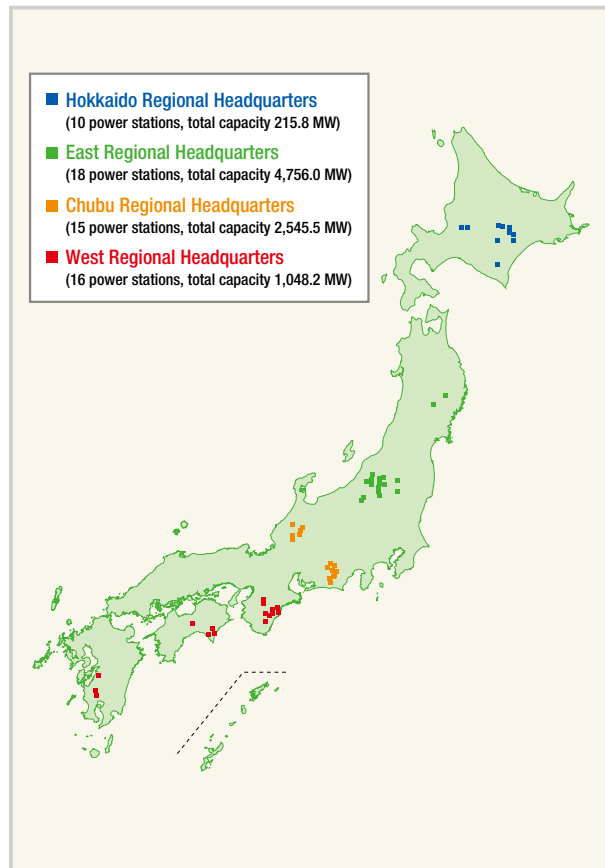 Hokkaido Regional Headquarters
(10 power stations, total capacity 215.8 MW)
East Regional Headquarters
(18 power stations, total capacity 4,756.0 MW)
Chubu Regional Headquarters
(15 power stations, total capacity 2,545.5 MW)
West Regional Headquarters
(16 power stations, total capacity 1,048.2 MW)